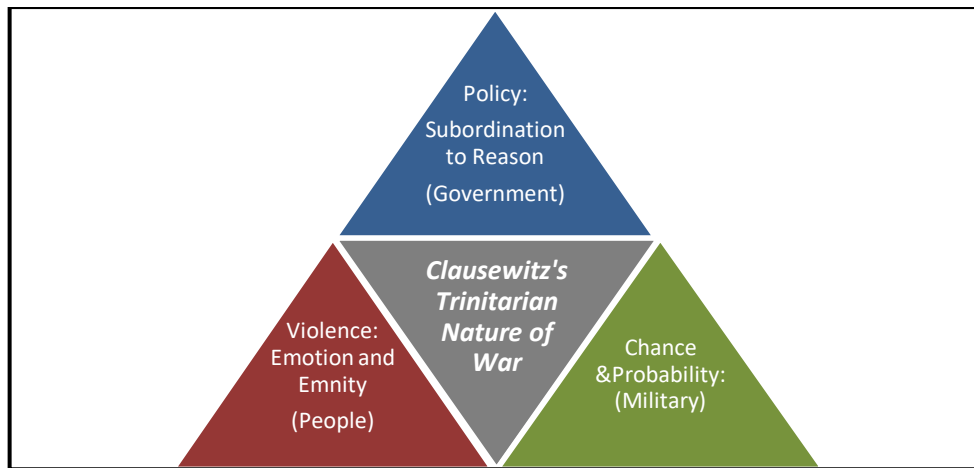 Policy:
Subordination
to Reason
(Government)
Clausewitz's
Trinitarian
Nature of
War
Violence:
Emotion and
Emnity
(People)
Chance
&Probability:
(Military)